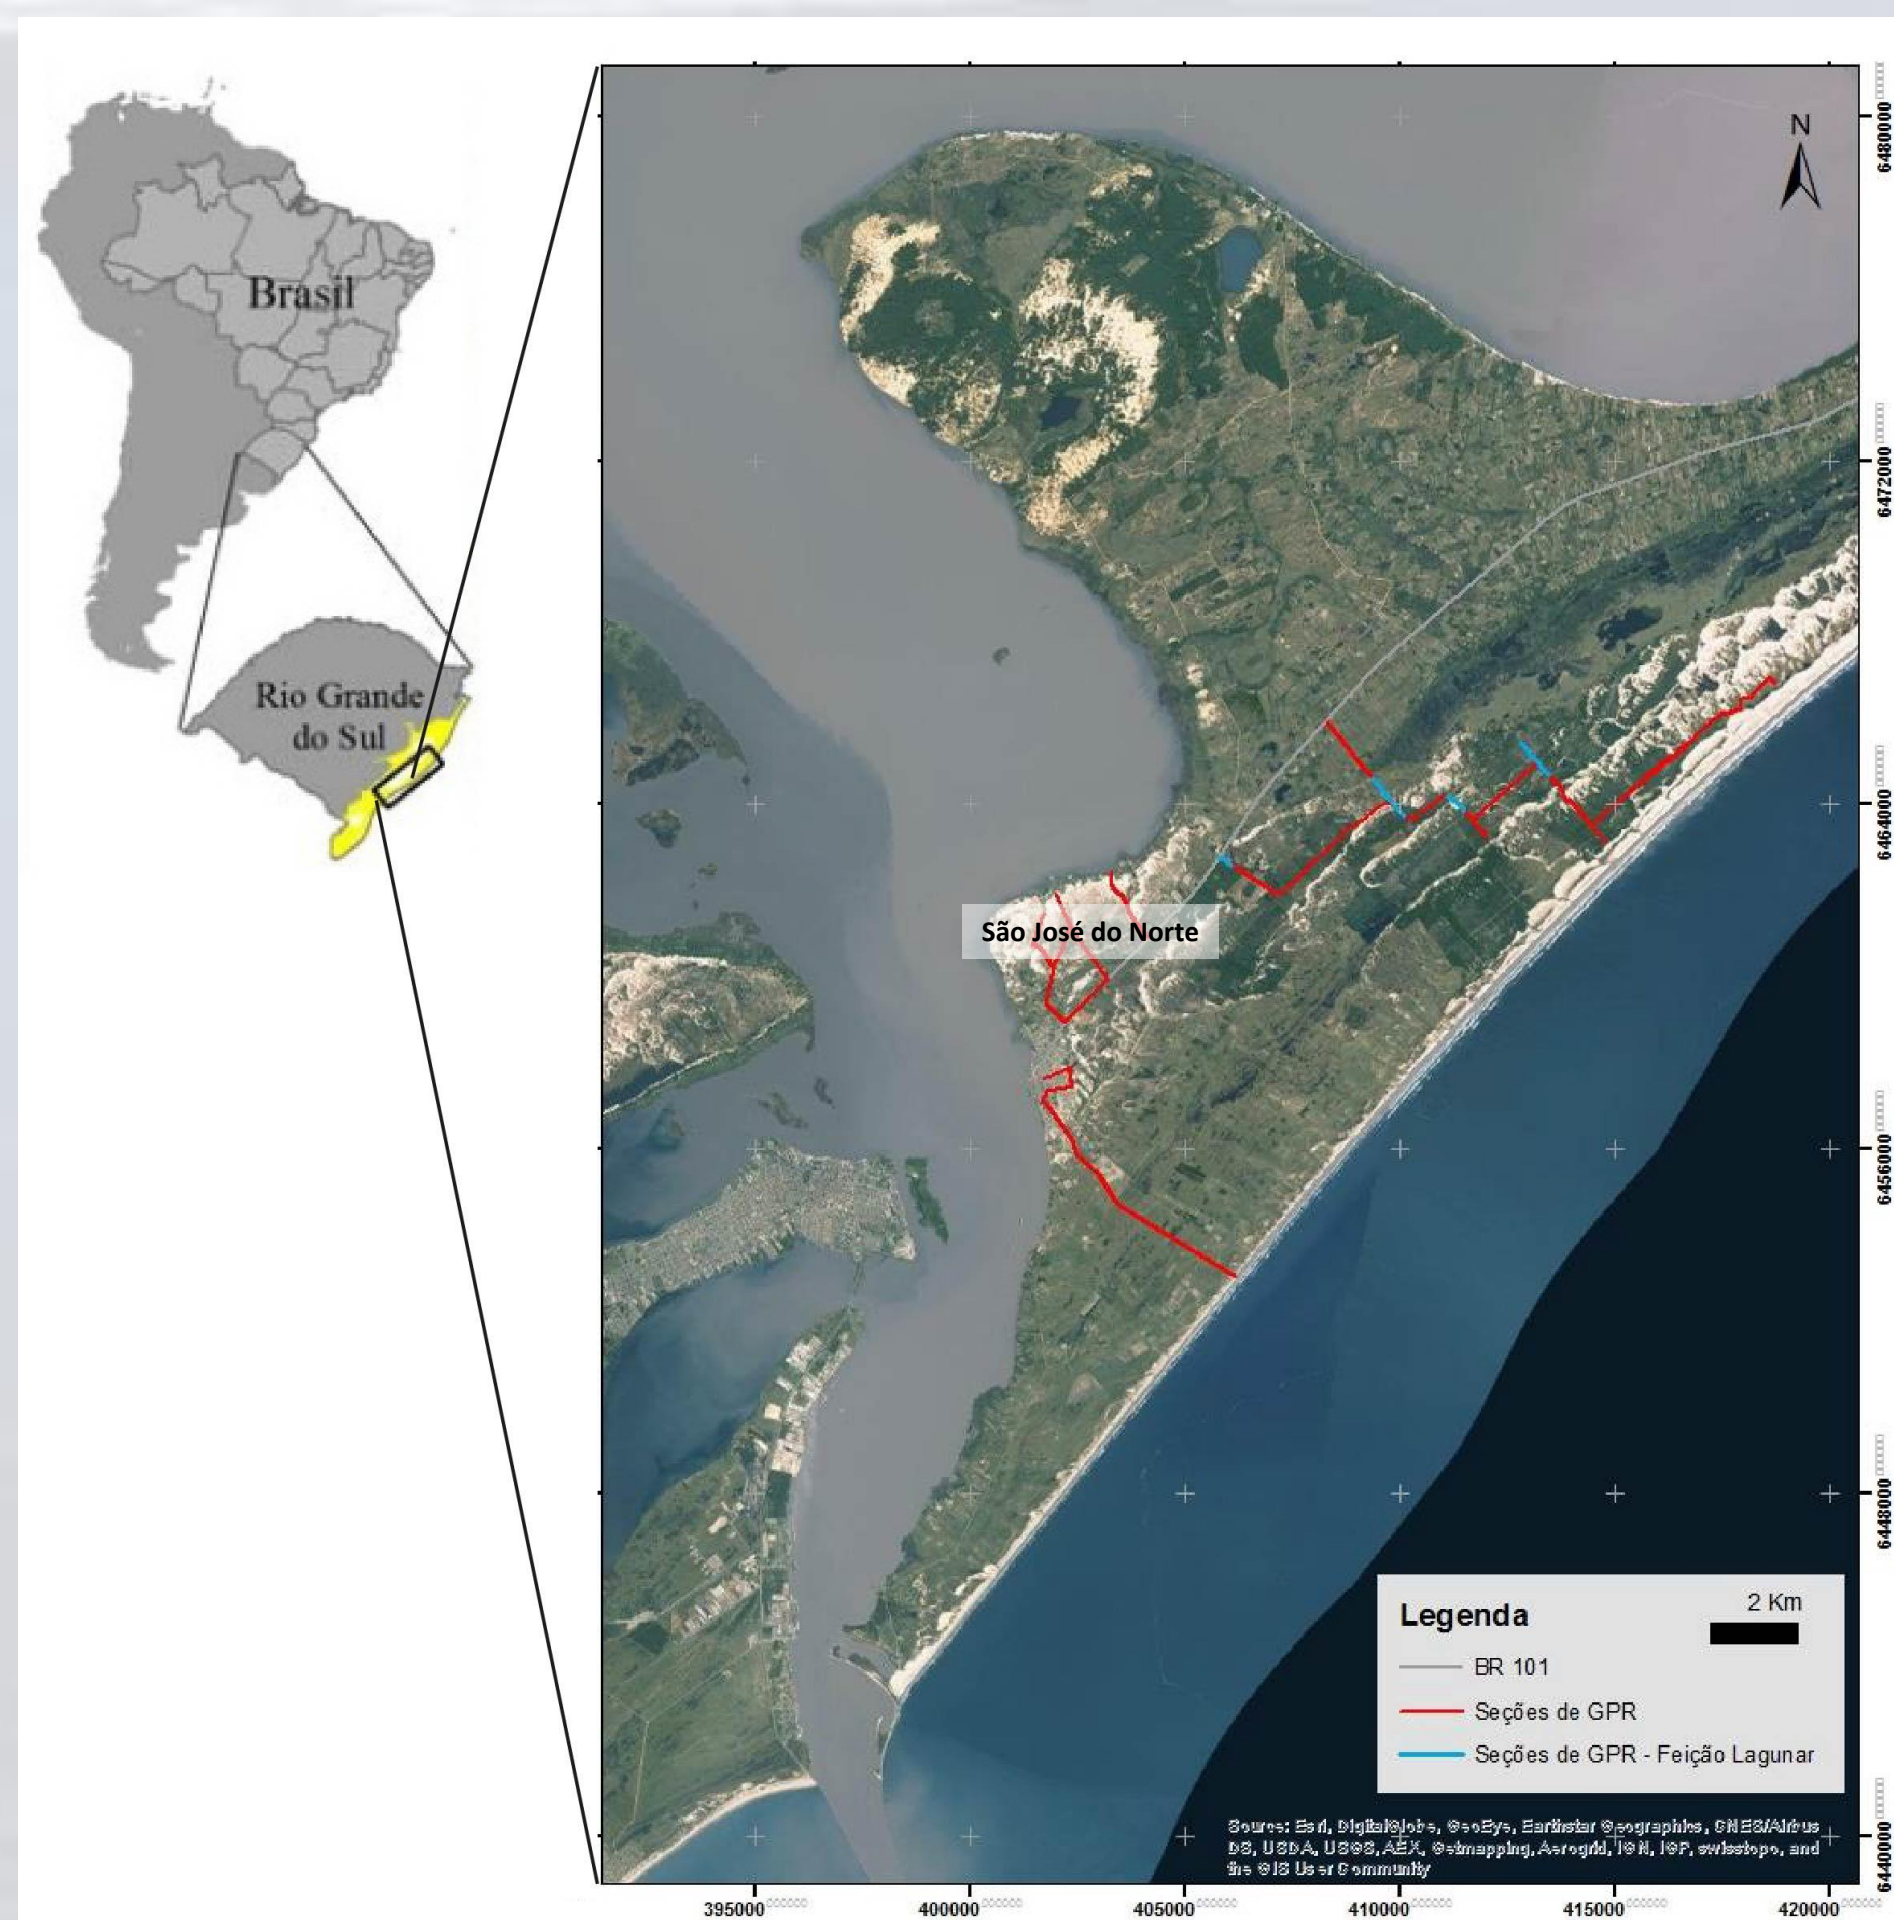 Brasil
Rio Grande
do Sul
N
São José do Norte
6480000
6472000
6464000
6456000
6448000
6440000
Legenda
2 Km
BR 101
Seções de GPR
Seções de GPR - Feição Lagunar
Source: Esri, DigitalGlobe, GeoEye, Earthstar Geographics, CNES/Airbus
DS, USDA, USGS, AEX, Getmapping, Aerogrid, IGN, IGP, swisstopo, and
the GIS User Community
395000
400000
405000
410000
415000
420000